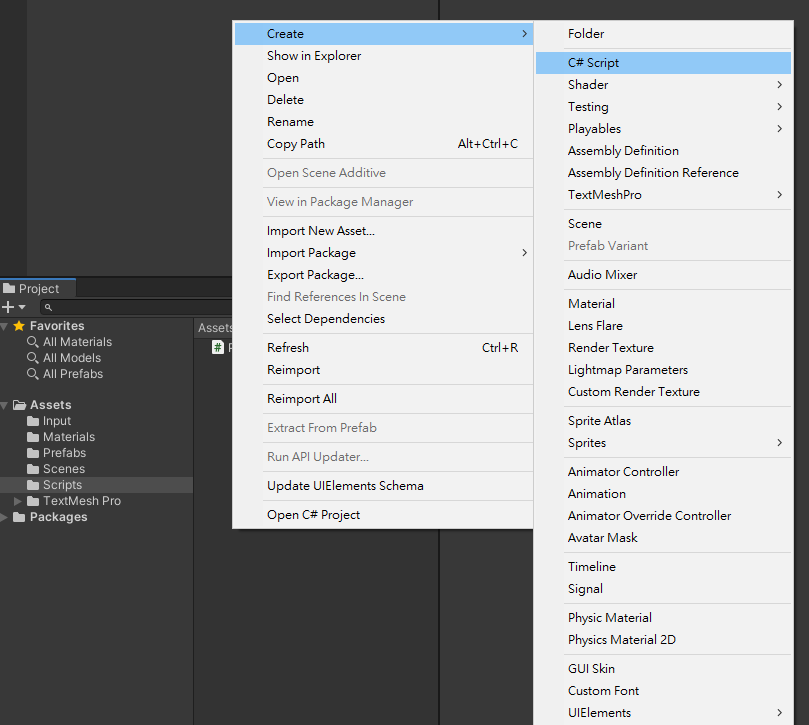 Create
Show in Explorer
Open
Delete
Rename
Copy Path Alt+Ctrl+C
Open Scene Additive
View in Package Manager
Import New Asset...
Import Package
Export Package...
Find References In Scene
Select Dependencies
Refresh Ctrl+R
Reimport
Reimport All
Extract From Prefab
Run API Updater...
Update UIElements Schema
Open C# Project
Folder
C# Script
Shader
Testing
Playables
Assembly Definition
Assembly Definition Reference
TextMeshPro
Scene
Prefab Variant
Audio Mixer
Material
Lens Flare
Render Texture
Lightmap Parameters
Custom Render Texture
Sprite Atlas
Sprites
Animator Controller
Animation
Animator Override Controller
Avatar Mask
Timeline
Signal
Physic Material
Physics Material 2D
GUI Skin
Custom Font
UIElements
Project
Favorites
All Materials
All Models
All Prefabs
Assets
Input
Materials
Prefabs
Scenes
Scripts
TextMesh Pro
Packages
Assets